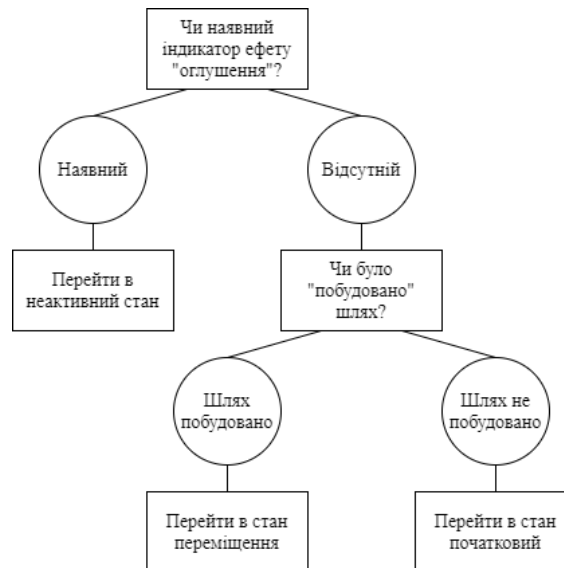 Чи наявний
індикатор ефету
"оглушення"?
Наявний
Відсутній
Перейти в
неактивний стан
Чи було
"побудовано"
шлях?
Шлях
побудовано
Шлях не
побудовано
Перейти в стан
переміщення
Перейти в стан
початковий